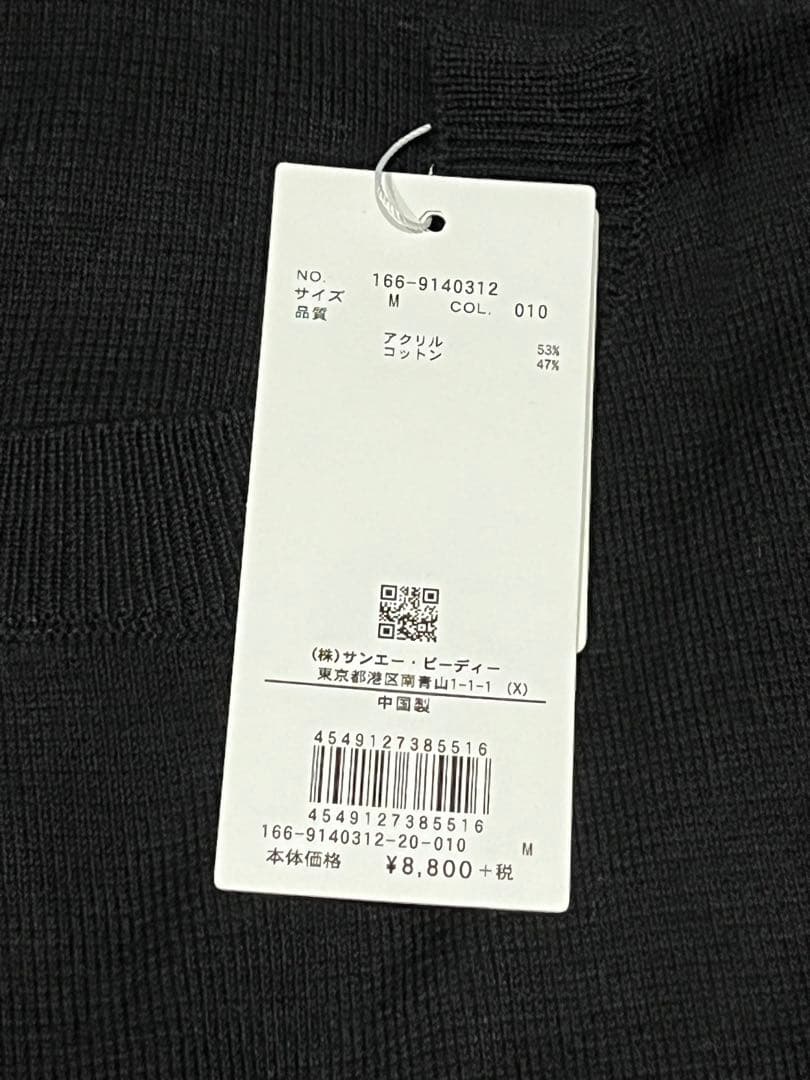 NO. 166-9140312
サイズ M COL. 010
品質
アクリル 53%
コットン 47%
(株)サンエー・ビーディー
東京都港区南青山1-1-1 (X)
中国製
4549127385516
4549127385516
166-9140312-20-010 M
本体価格 ¥8,800+税